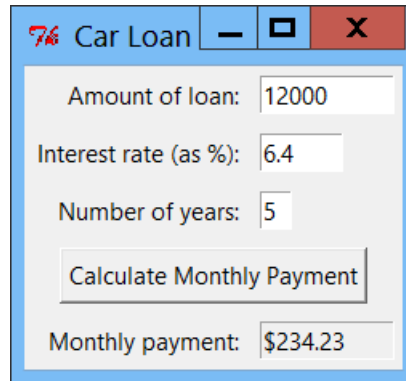 Car Loan
Amount of loan: 12000
Interest rate (as %): 6.4
Number of years: 5
Calculate Monthly Payment
Monthly payment: $234.23